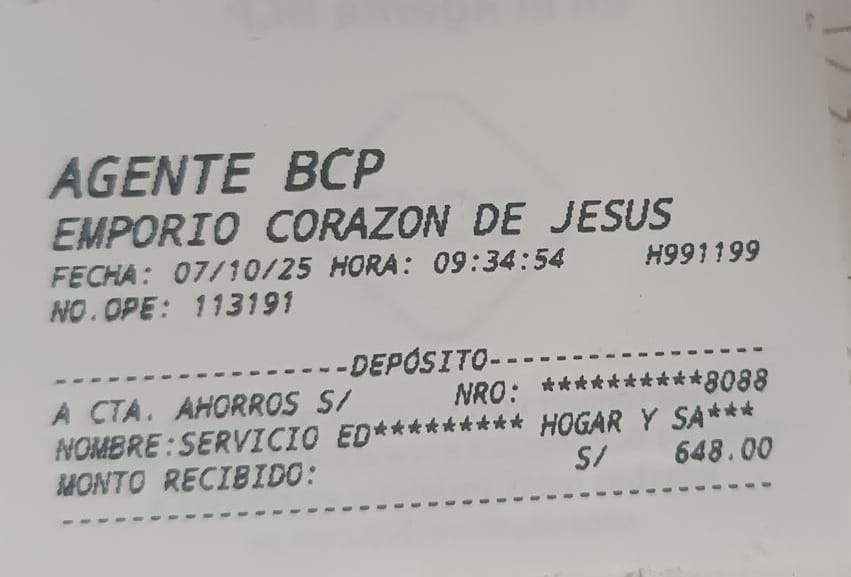 AGENTE BCP
EMPORIO CORAZON DE JESUS
FECHA: 07/10/25 HORA: 09:34:54 H991199
NO.OPE: 113191
------------------DEPÓSITO-----------------
A CTA. AHORROS S/ NRO: **********8088
NOMBRE:SERVICIO ED********* HOGAR Y SA***
MONTO RECIBIDO: S/ 648.00
-------------------------------------------